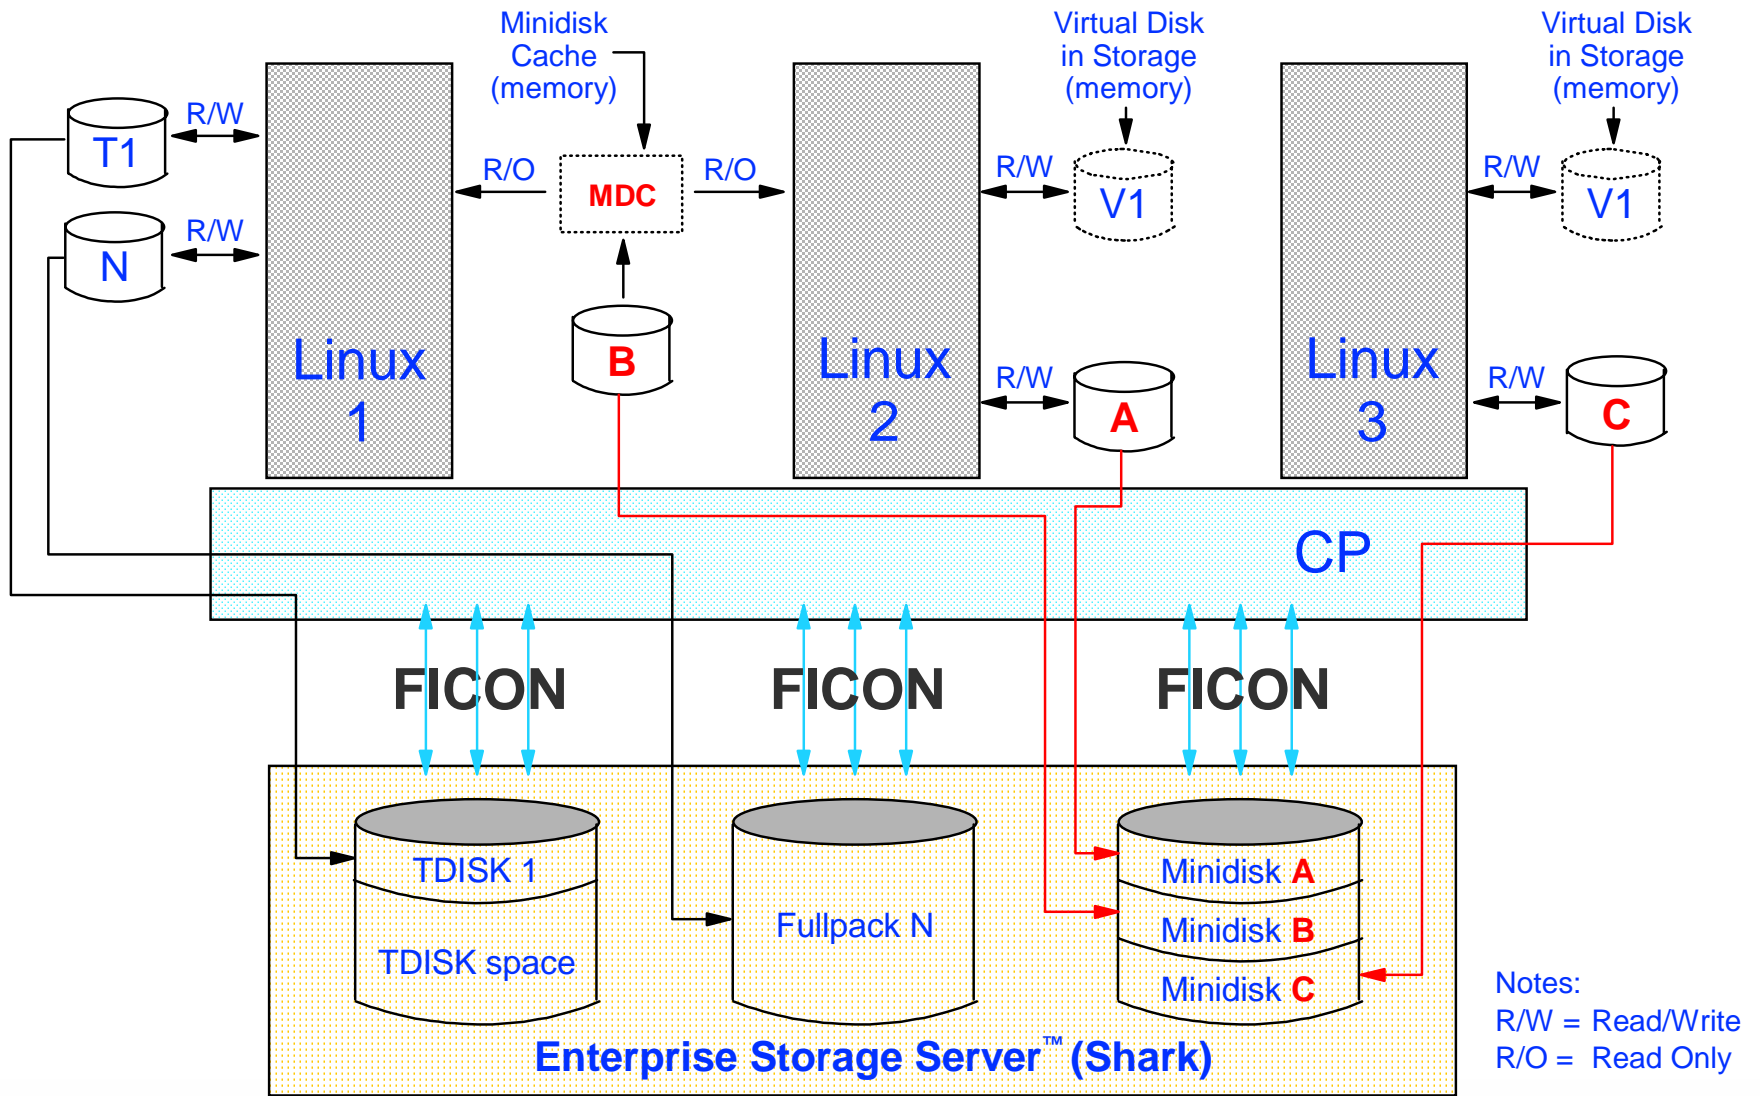 Minidisk
Cache
(memory)
Virtual Disk
in Storage
(memory)
Virtual Disk
in Storage
(memory)
T1
R/W
R/O
MDC
R/O
R/W
V1
R/W
V1
N
R/W
B
Linux
1
Linux
2
R/W
A
Linux
3
R/W
C
CP
FICON
FICON
FICON
TDISK 1
TDISK space
Fullpack N
Minidisk A
Minidisk B
Minidisk C
Enterprise Storage Server™ (Shark)
Notes:
R/W = Read/Write
R/O = Read Only